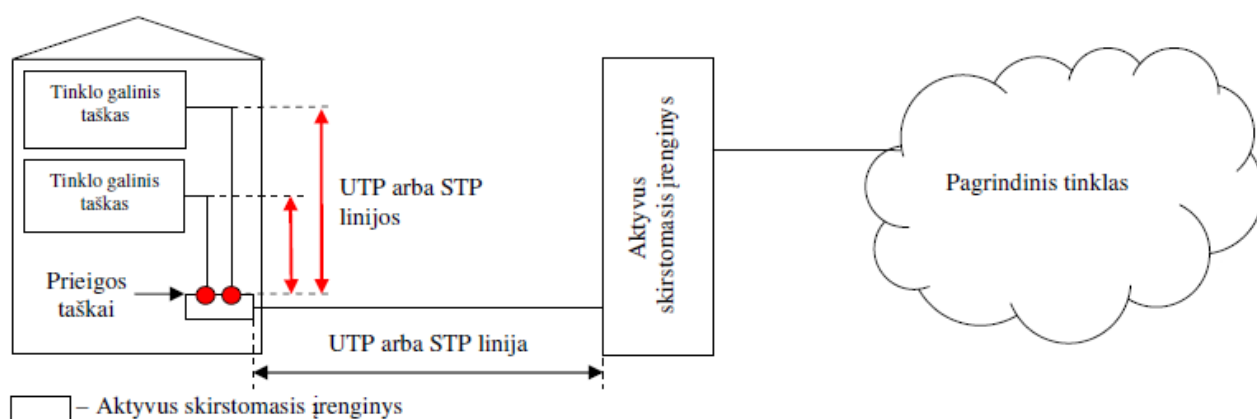 Tinklo galinis
taškas
Tinklo galinis
taškas
UTP arba STP
linijos
Prieigos
taškai
UTP arba STP linija
Aktyvus
skirstomasis įrenginys
Pagrindinis tinklas
– Aktyvus skirstomasis įrenginys